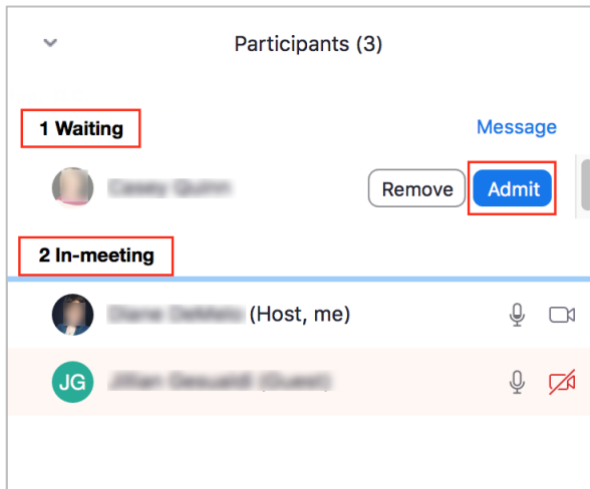 Participants (3)
1 Waiting
Message
Remove Admit
2 In-meeting
(Host, me)
JG